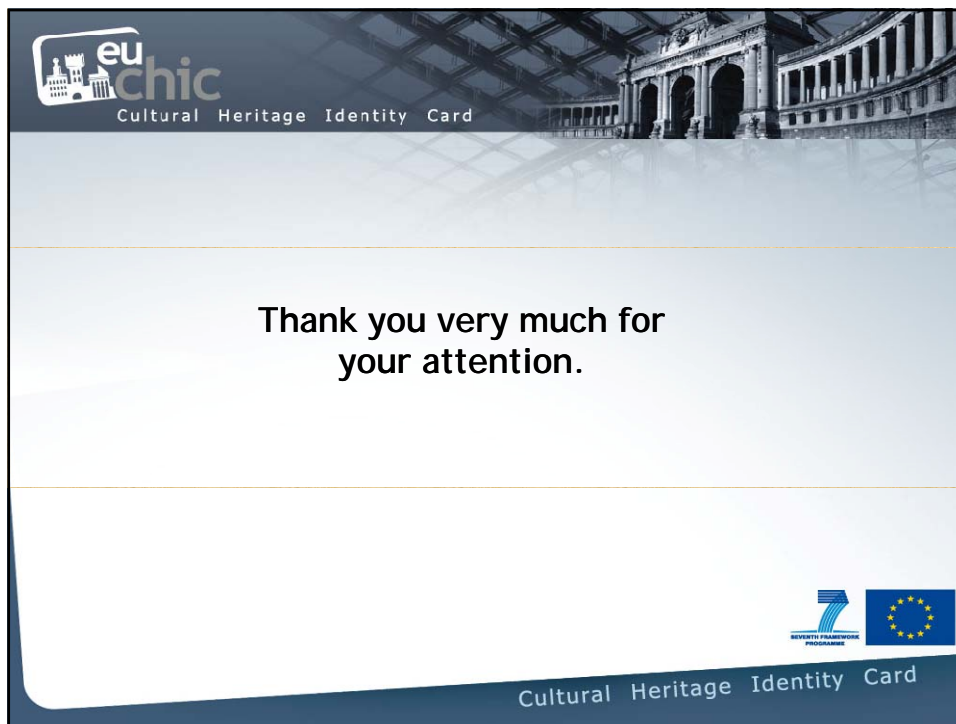 eu
chic
Cultural Heritage Identity Card
Thank you very much for
your attention.
7
SEVENTH FRAMEWORK
PROGRAMME
Cultural Heritage Identity Card